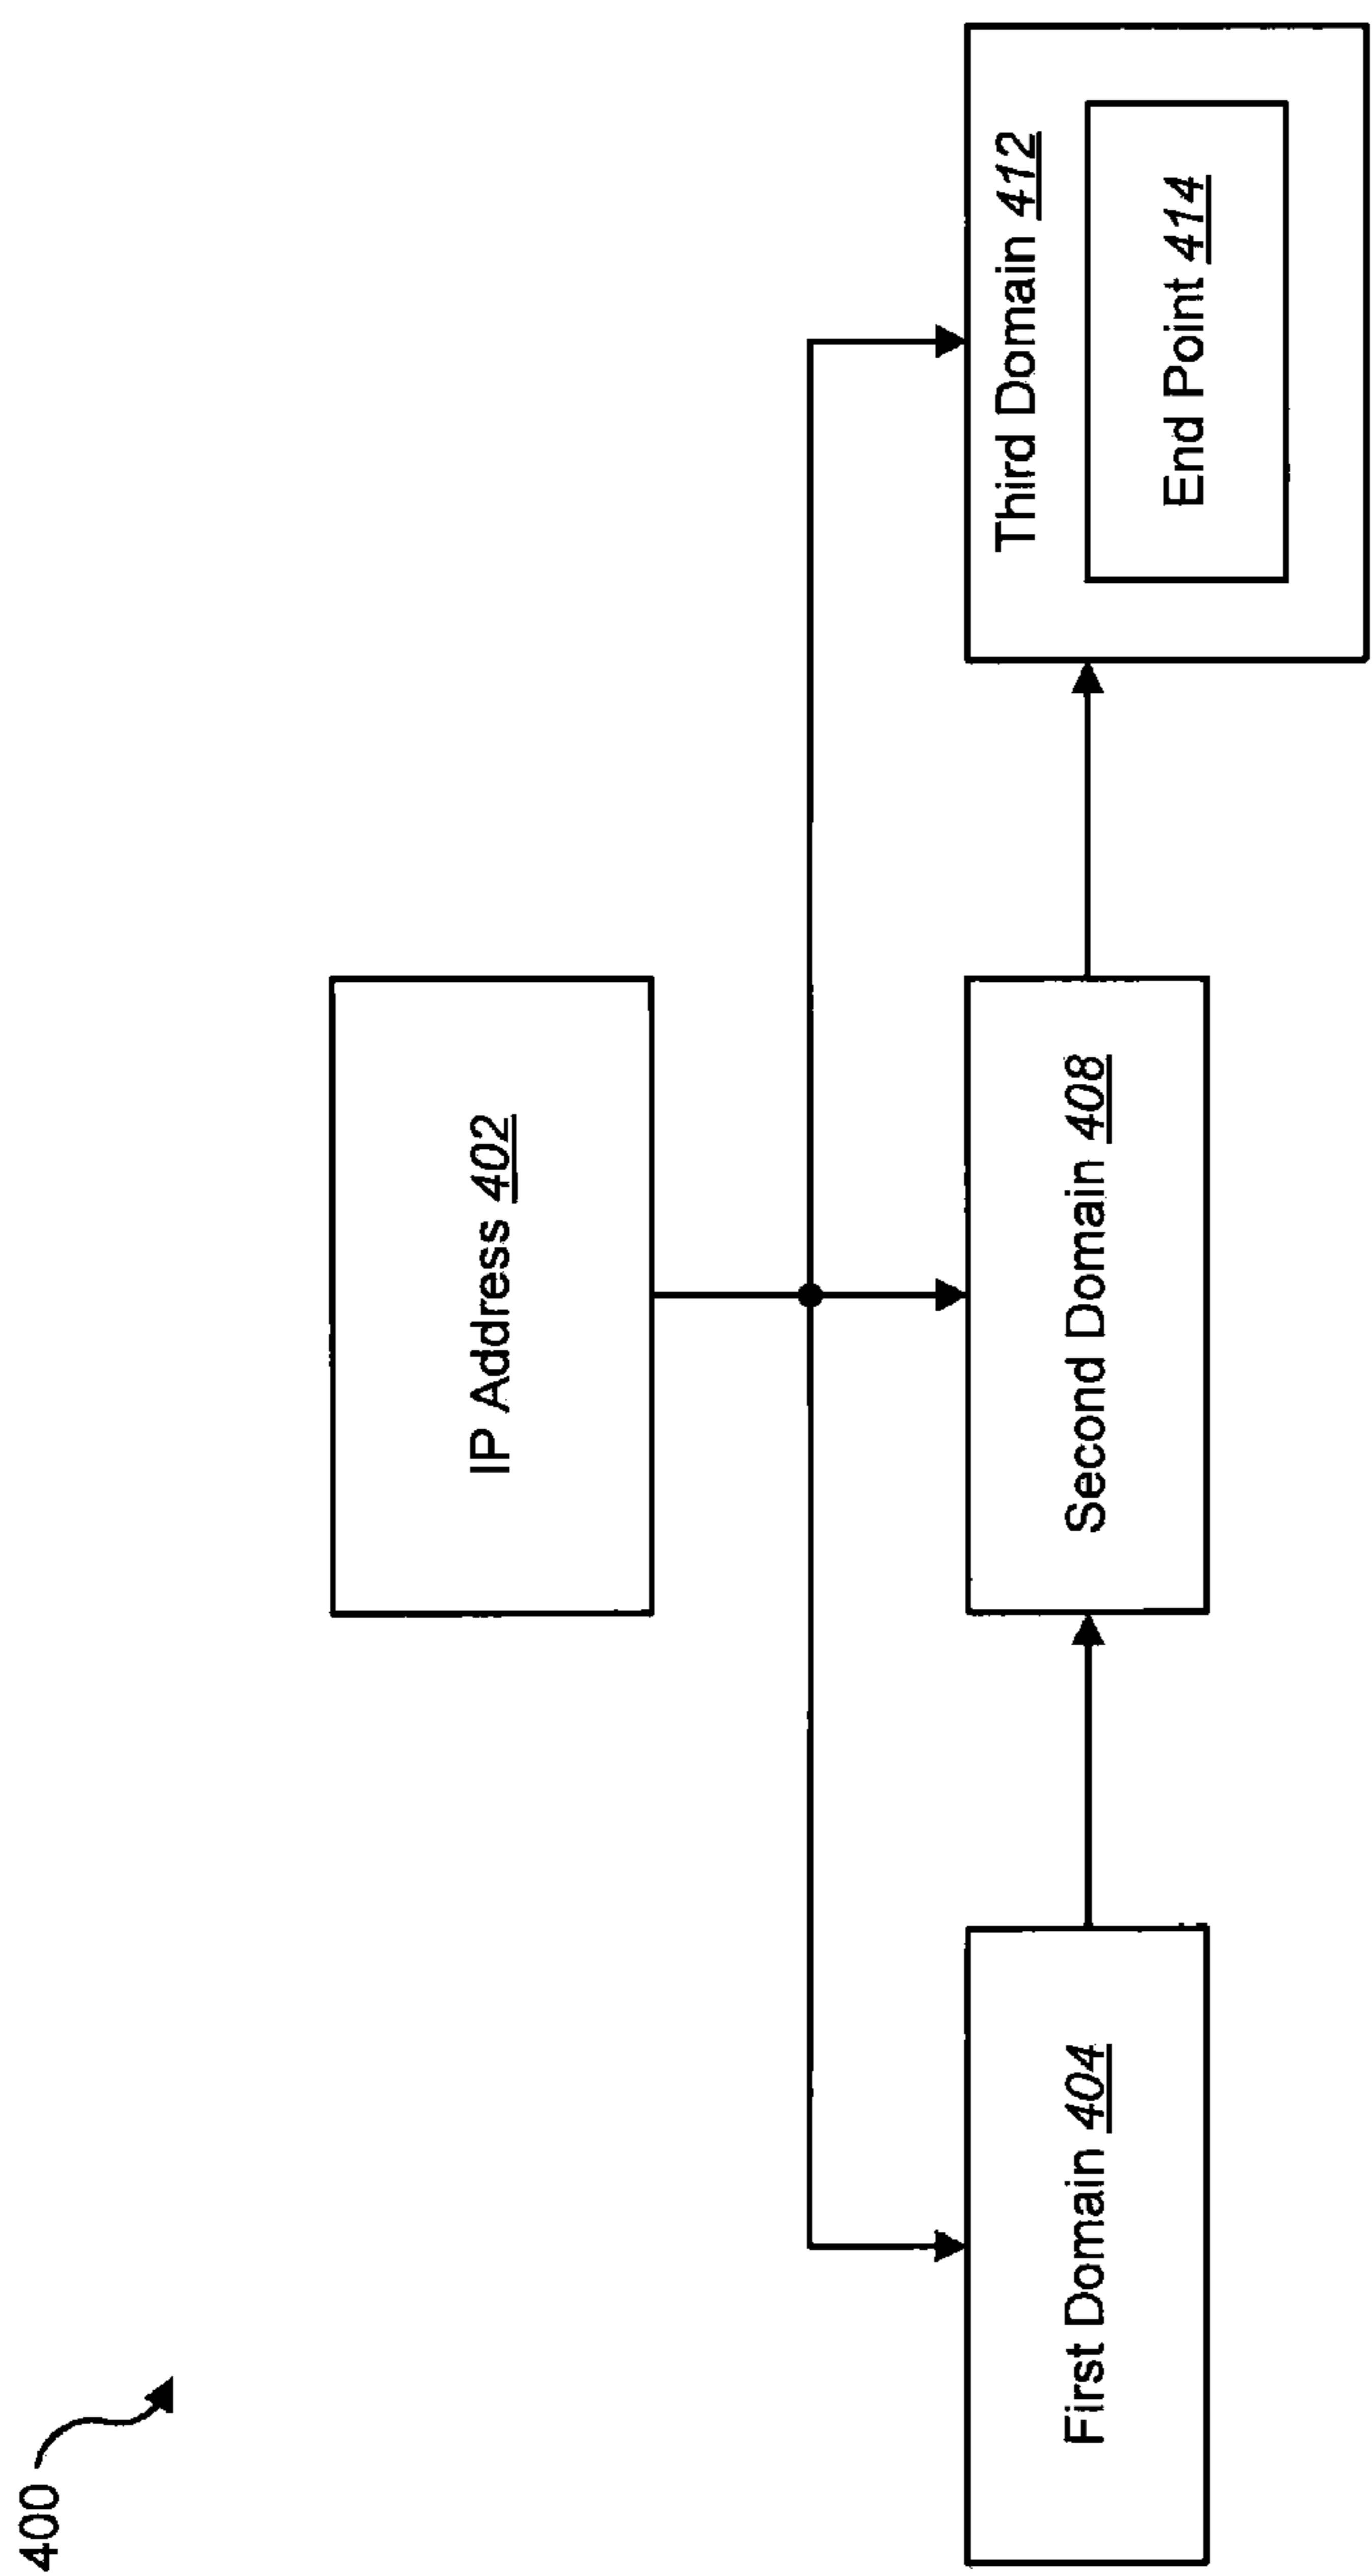 400
IP Address 402
First Domain 404
Second Domain 408
Third Domain 412
End Point 414